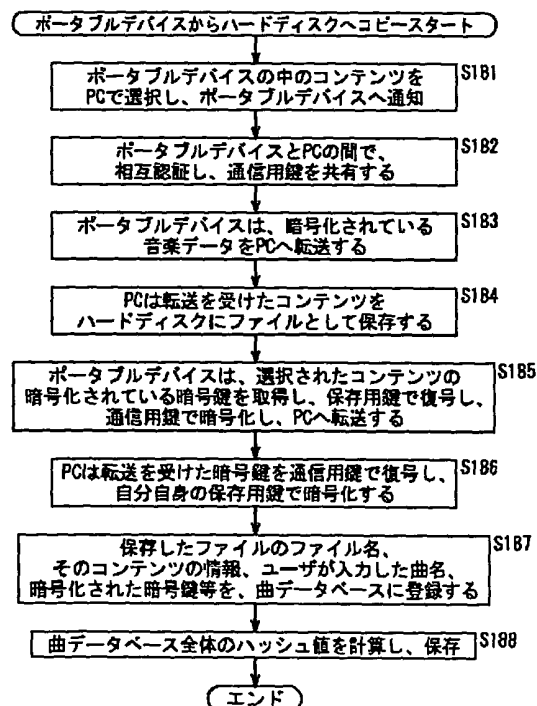 ポータブルデバイスからハードディスクへコピースタート
ポータブルデバイスの中のコンテンツを
PCで選択し、ポータブルデバイスへ通知
S181
ポータブルデバイスとPCの間で、
相互認証し、通信用鍵を共有する
S182
ポータブルデバイスは、暗号化されている
音楽データをPCへ転送する
S183
PCは転送を受けたコンテンツを
ハードディスクにファイルとして保存する
S184
ポータブルデバイスは、選択されたコンテンツの
暗号化されている暗号鍵を取得し、保存用鍵で復号し、
通信用鍵で暗号化し、PCへ転送する
S185
PCは転送を受けた暗号鍵を通信用鍵で復号し、
自分自身の保存用鍵で暗号化する
S186
保存したファイルのファイル名、
そのコンテンツの情報、ユーザが入力した曲名、
暗号化された暗号鍵等を、曲データベースに登録する
S187
曲データベース全体のハッシュ値を計算し、保存
S188
エンド